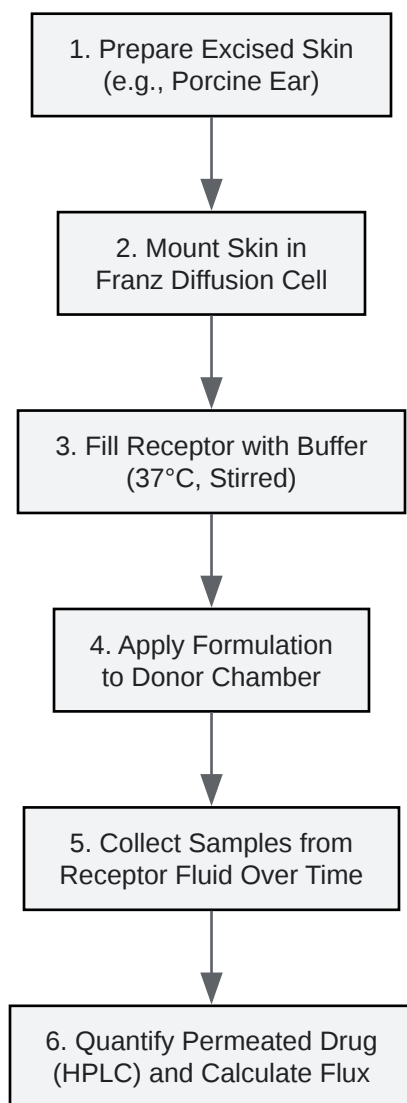 1. Prepare Excised Skin
(e.g., Porcine Ear)
2. Mount Skin in
Franz Diffusion Cell
3. Fill Receptor with Buffer
(37°C, Stirred)
4. Apply Formulation
to Donor Chamber
5. Collect Samples from
Receptor Fluid Over Time
6. Quantify Permeated Drug
(HPLC) and Calculate Flux